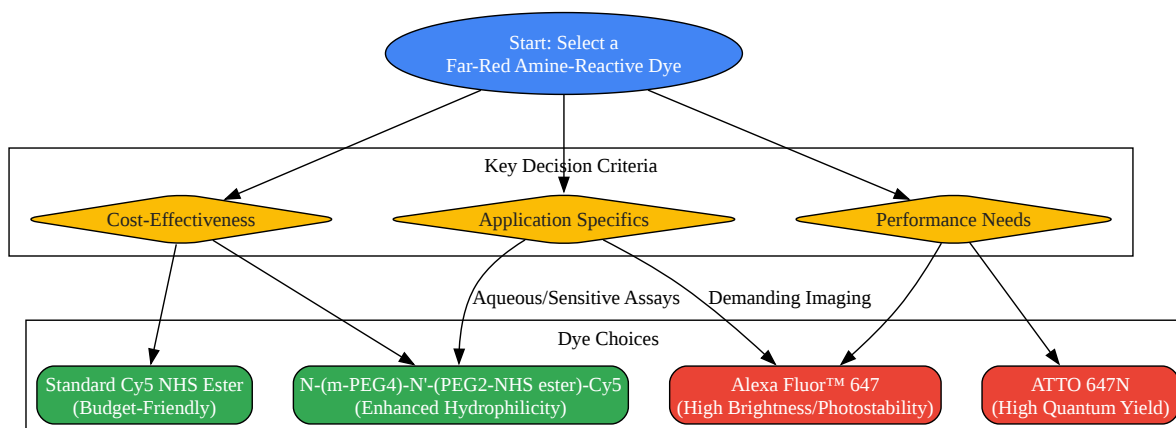 Start: Select a
Far-Red Amine-Reactive Dye
Key Decision Criteria
Cost-Effectiveness
Application Specifics
Performance Needs
Aqueous/Sensitive Assays
Demanding Imaging
Dye Choices
Standard Cy5 NHS Ester
(Budget-Friendly)
N-(m-PEG4)-N'-(PEG2-NHS ester)-Cy5
(Enhanced Hydrophilicity)
Alexa Fluor™ 647
(High Brightness/Photostability)
ATTO 647N
(High Quantum Yield)